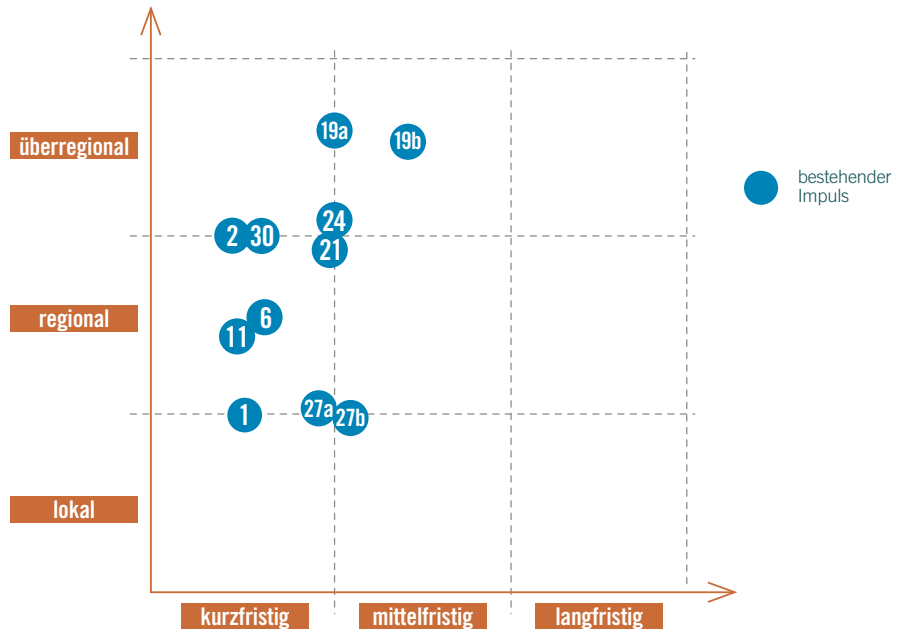 19a
19b
überregional
bestehender
Impuls
24
2
30
21
6
regional
11
27a
1
27b
lokal
kurzfristig
mittelfristig
langfristig